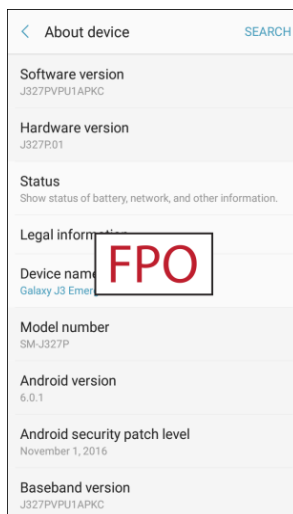 About device
SEARCH
Software version
J327PVPU1APKC
Hardware version
J327P.01
Status
Show status of battery, network, and other information.
Legal
FPO
Device name
Galaxy J3
Model number
SM-J327P
Android version
6.0.1
Android security patch level
November 1, 2016
Baseband version
J327PVPU1APKC